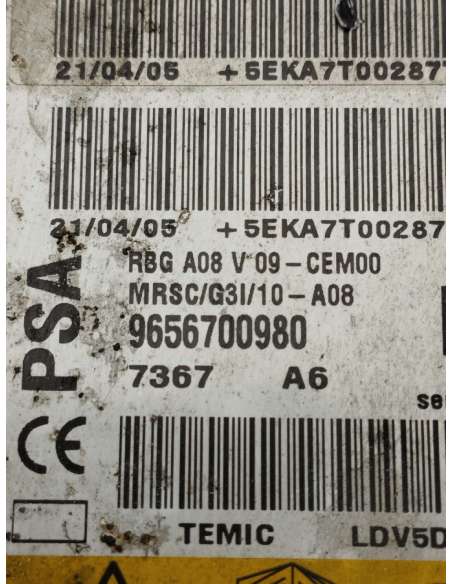 21/04/05 +5EKA7T00287
21/04/05 +5EKA7T00287
PSA
RBG A08 V 09-CEM00
MRSC/G3I/10-A08
9656700980
7367 A6
se
CE
TEMIC LDV5D